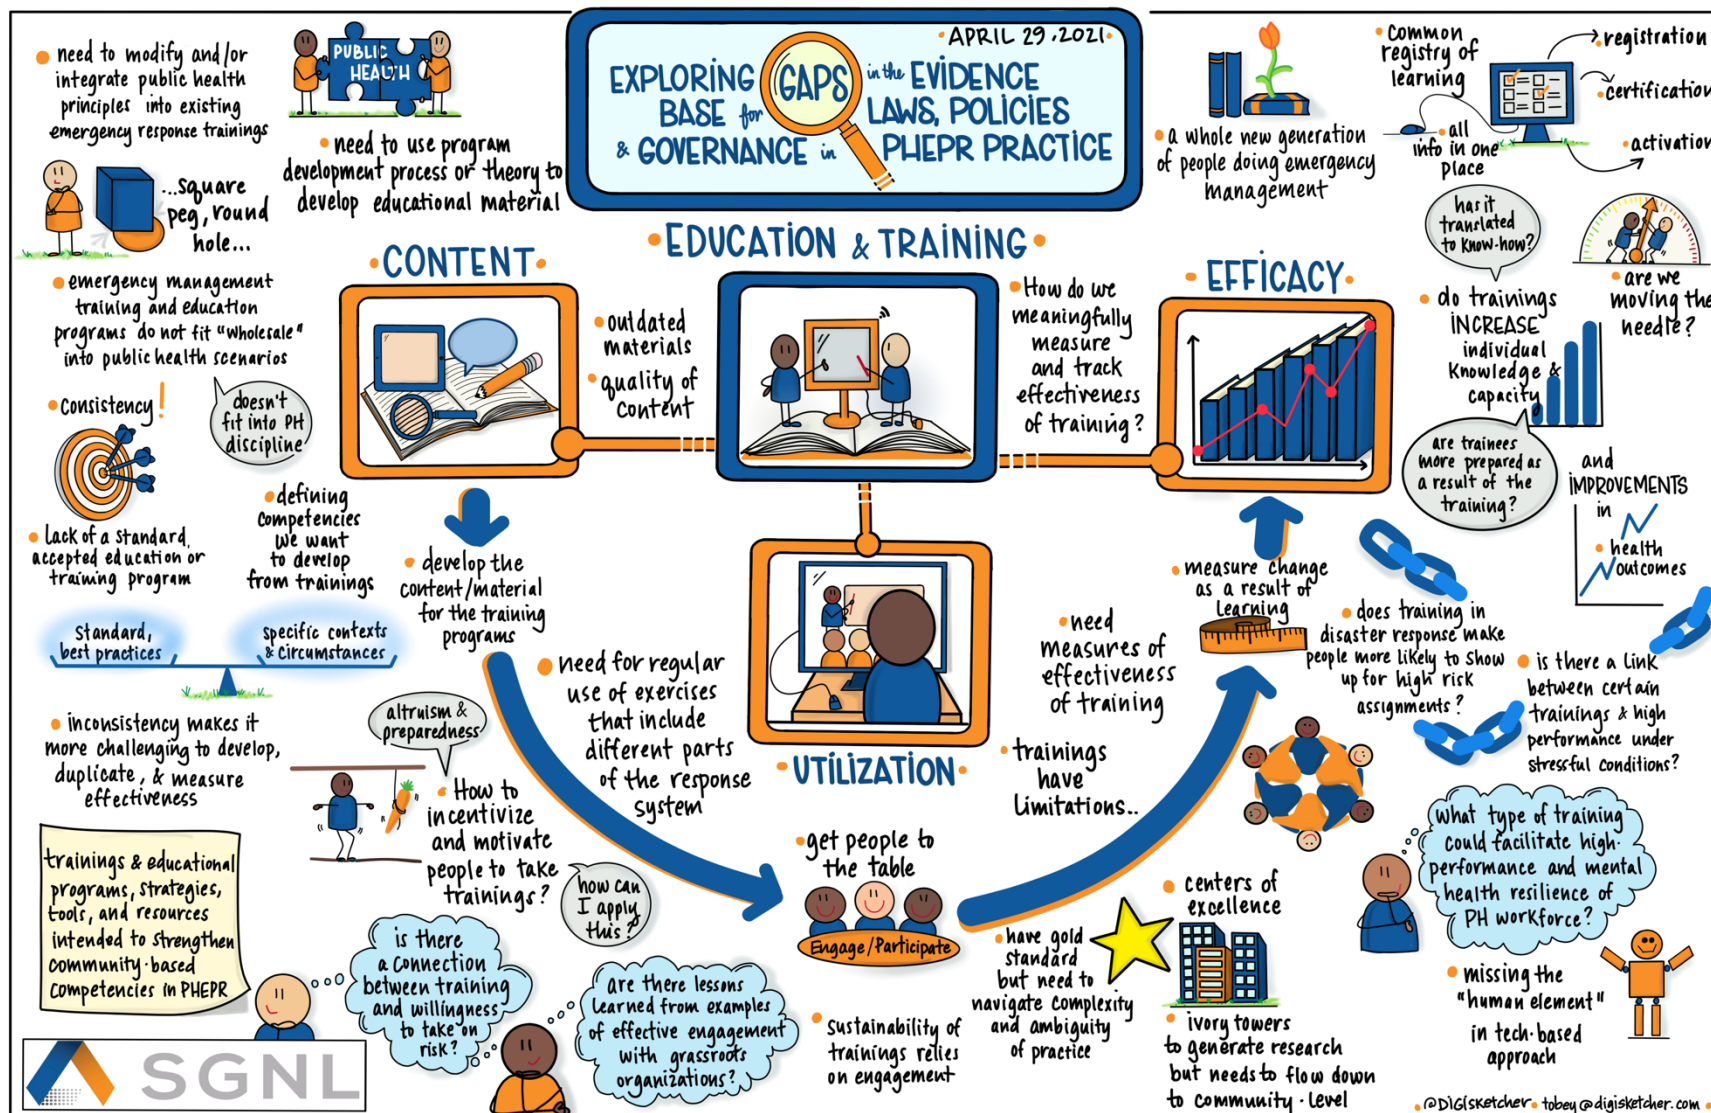 • APRIL 29, 2021 •
EXPLORING GAPS in the EVIDENCE
BASE for LAWS, POLICIES
& GOVERNANCE in PHEPR PRACTICE
• need to modify and/or
integrate public health
principles into existing
emergency response trainings
...square
peg, round
hole...
PUBLIC
HEALTH
• need to use program
development process or theory to
develop educational material
• emergency management
training and education
programs do not fit "wholesale"
into public health scenarios
doesn't
fit into PH
discipline
• Consistency!
• lack of a standard,
accepted education or
training program
• defining
competencies
we want
to develop
from trainings
standard,
best practices
specific contexts
& circumstances
• inconsistency makes it
more challenging to develop,
duplicate, & measure
effectiveness
trainings & educational
programs, strategies,
tools, and resources
intended to strengthen
community-based
competencies in PHEPR
• CONTENT •
• outdated
materials
• quality of
content
• develop the
content/material
for the training
programs
altruism &
preparedness
• How to
incentivize
and motivate
people to take
trainings?
how can
I apply
this?
is there
a connection
between training
and willingness
to take on
risk?
are there lessons
learned from examples
of effective engagement
with grassroots
organizations?
• EDUCATION & TRAINING •
• UTILIZATION •
• need for regular
use of exercises
that include
different parts
of the response
system
• get people to
the table
Engage/Participate
• sustainability of
trainings relies
on engagement
• need
measures of
effectiveness
of training
• trainings
have
limitations..
• have gold
standard
but need to
navigate complexity
and ambiguity
of practice
• centers of
excellence
• ivory towers
to generate research
but needs to flow down
to community-level
• EFFICACY •
• How do we
meaningfully
measure
and track
effectiveness
of training?
• measure change
as a result of
learning
• a whole new generation
of people doing emergency
management
• common
registry of
learning
• all
info in one
place
• registration
• certification
• activation
has it
translated
to know-how?
• do trainings
INCREASE
individual
knowledge &
capacity
• are we
moving the
needle?
are trainees
more prepared as
a result of the
training?
and
IMPROVEMENTS
in
• health
outcomes
• does training in
disaster response make
people more likely to show
up for high risk
assignments?
• is there a link
between certain
trainings & high
performance under
stressful conditions?
What type of training
could facilitate high-
performance and mental
health resilience of
PH workforce?
• missing the
"human element"
in tech-based
approach
SGNL
• @DIGISKETCHER • tobey@digisketcher.com •